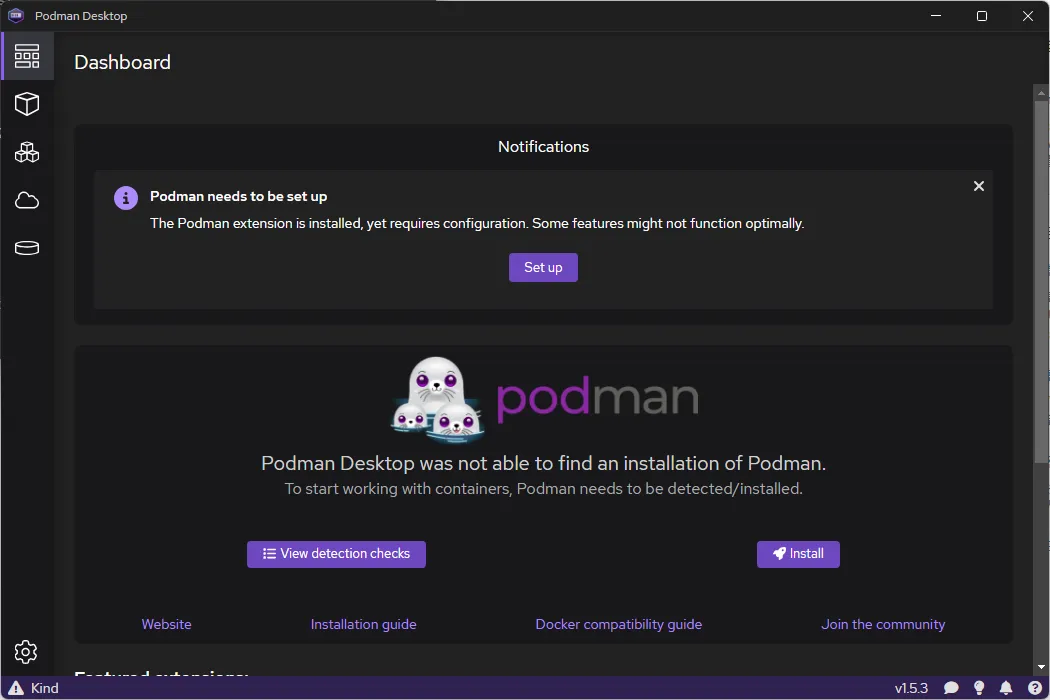 Podman Desktop
Dashboard
Notifications
Podman needs to be set up
The Podman extension is installed, yet requires configuration. Some features might not function optimally.
Set up
podman
Podman Desktop was not able to find an installation of Podman.
To start working with containers, Podman needs to be detected/installed.
View detection checks
Install
Website
Installation guide
Docker compatibility guide
Join the community
Featured extensions:
Kind
v1.5.3